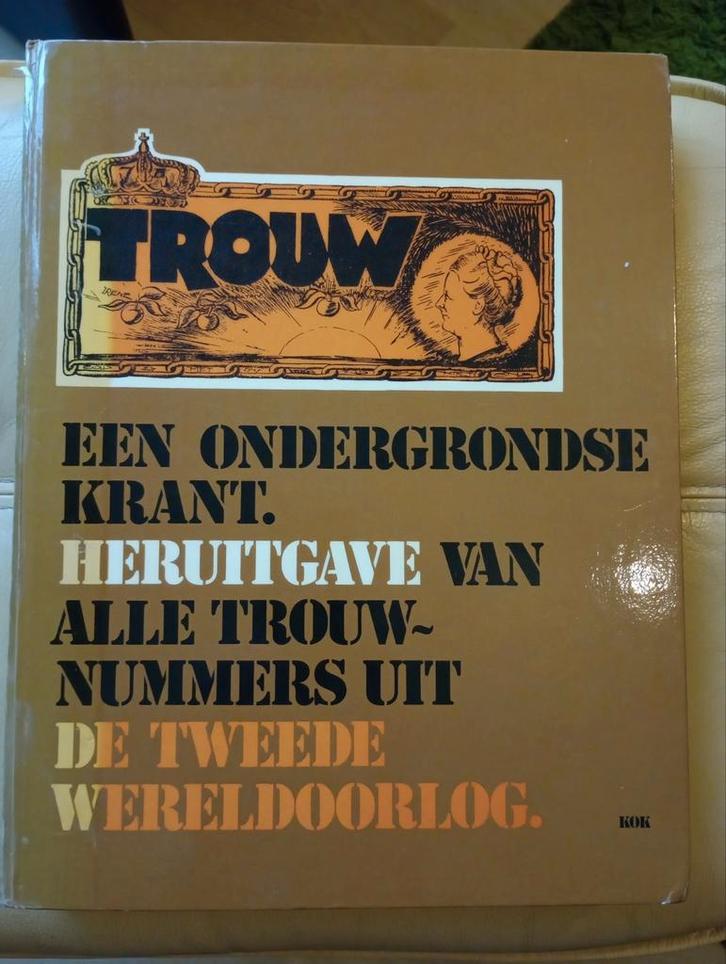 TROUW
EEN ONDERGRONDSE
KRANT.
HERUITGAVE VAN
ALLE TROUW~
NUMMERS UIT
DE TWEEDE
WERELDOORLOG.
KOK